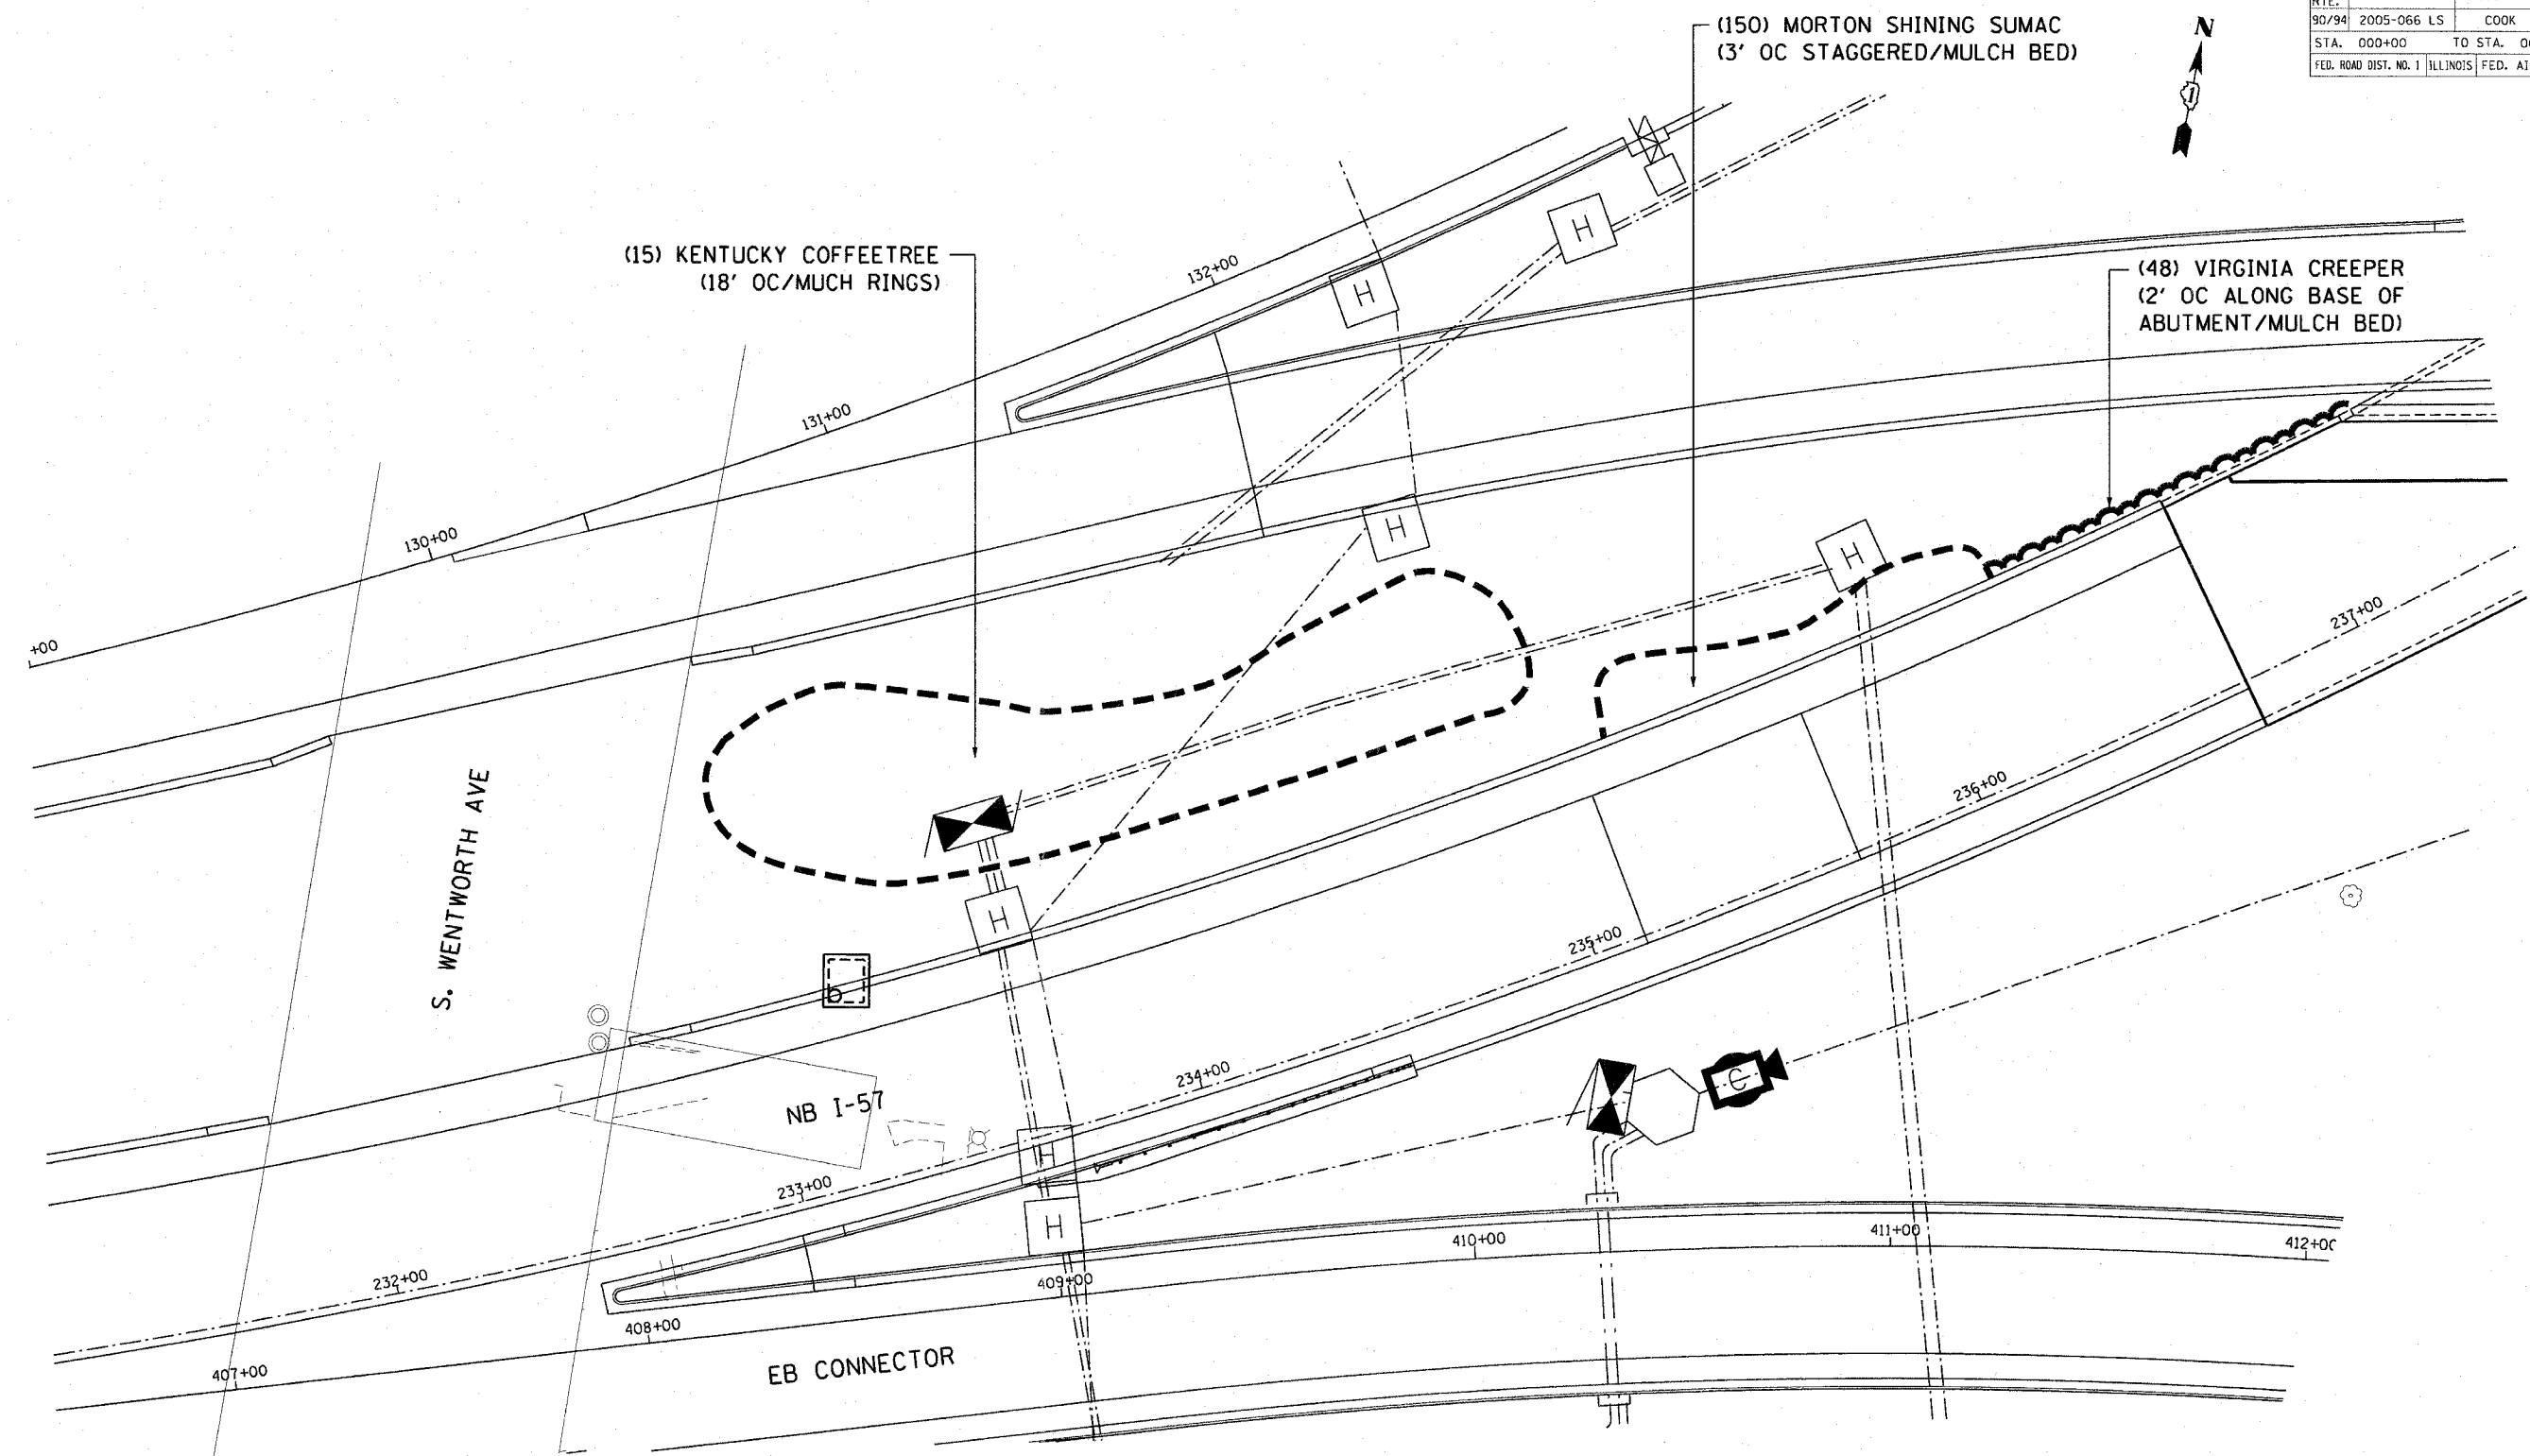 90/94 2005-066 LS COOK
STA. 000+00 TO STA.
FED. ROAD DIST. NO. 1 ILLINOIS FED.
N
1
(150) MORTON SHINING SUMAC
(3' OC STAGGERED/MULCH BED)
(15) KENTUCKY COFFEETREE
(18' OC/MUCH RINGS)
(48) VIRGINIA CREEPER
(2' OC ALONG BASE OF
ABUTMENT/MULCH BED)
H
H
H
H
132+00
131+00
130+00
+00
237+00
236+00
235+00
234+00
233+00
232+00
S. WENTWORTH AVE
H
b
NB I-57
H
H
C
407+00
408+00
409+00
410+00
411+00
412+0
EB CONNECTOR